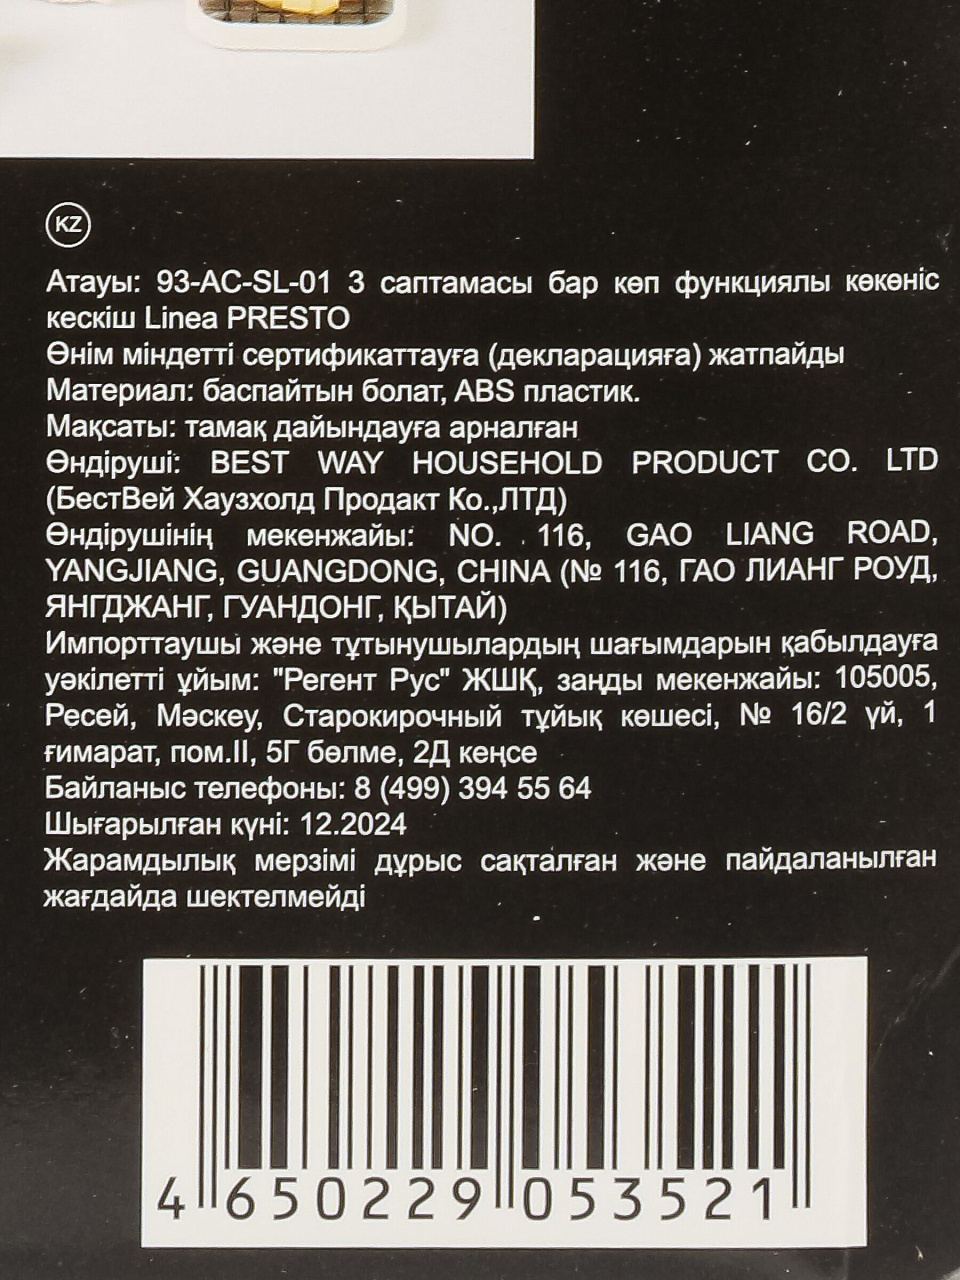 KZ
Атауы: 93-AC-SL-01 3 саптамасы бар көп функциялы көкөніс
кескіш Linea PRESTO
Өнім міндетті сертификаттауға (декларацияға) жатпайды
Материал: баспайтын болат, ABS пластик.
Мақсаты: тамақ дайындауға арналған
Өндіруші: BEST WAY HOUSEHOLD PRODUCT CO. LTD
(БестВей Хаузхолд Продакт Ко.,ЛТД)
Өндірушінің мекенжайы: NO. 116, GAO LIANG ROAD,
YANGJIANG, GUANGDONG, CHINA (№ 116, ГАО ЛИАНГ РОУД,
ЯНГДЖАНГ, ГУАНДОНГ, ҚЫТАЙ)
Импорттаушы және тұтынушылардың шағымдарын қабылдауға
уәкілетті ұйым: "Регент Рус" ЖШҚ, заңды мекенжайы: 105005,
Ресей, Мәскеу, Старокирочный тұйық көшесі, № 16/2 үй, 1
ғимарат, пом.II, 5Г бөлме, 2Д кеңсе
Байланыс телефоны: 8 (499) 394 55 64
Шығарылған күні: 12.2024
Жарамдылық мерзімі дұрыс сақталған және пайдаланылған
жағдайда шектелмейді
4 650229 053521